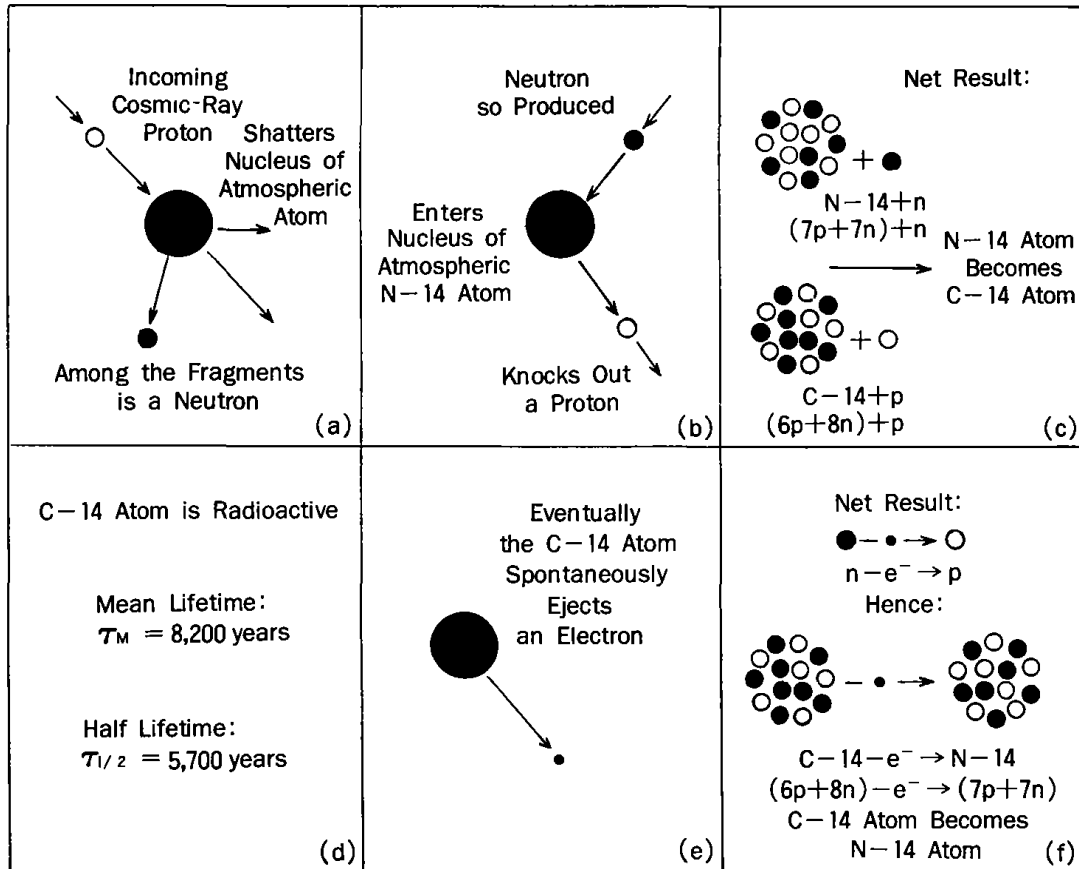 Incoming
Cosmic-Ray
Proton
Shatters
Nucleus of
Atmospheric
Atom
Among the Fragments
is a Neutron
(a)
Neutron
so Produced
Enters
Nucleus of
Atmospheric
N-14 Atom
Knocks Out
a Proton
(b)
Net Result:
+
N-14+n
(7p+7n)+n
N-14 Atom
Becomes
C-14 Atom
+
C-14+p
(6p+8n)+p
(c)
C-14 Atom is Radioactive
Mean Lifetime:
τM = 8,200 years
Half Lifetime:
τ1/2 = 5,700 years
(d)
Eventually
the C-14 Atom
Spontaneously
Ejects
an Electron
(e)
Net Result:
n-e⁻→p
Hence:
C-14-e⁻→N-14
(6p+8n)-e⁻→(7p+7n)
C-14 Atom Becomes
N-14 Atom
(f)